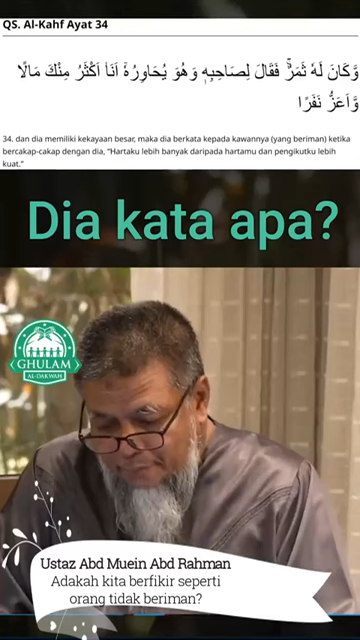 QS. Al-Kahf Ayat 34
وَّكَانَ لَهٗ ثَمَرٌۚ فَقَالَ لِصَاحِبِهٖ وَهُوَ يُحَاوِرُهٗٓ اَنَا۠ اَكْثَرُ مِنْكَ مَالًا
وَّاَعَزُّ نَفَرًا
34. dan dia memiliki kekayaan besar, maka dia berkata kepada kawannya (yang beriman) ketika
bercakap-cakap dengan dia, “Hartaku lebih banyak daripada hartamu dan pengikutku lebih
kuat.”
Dia kata apa?
GHULAM
AL-DAKWAH
Ustaz Abd Muein Abd Rahman
Adakah kita berfikir seperti
orang tidak beriman?